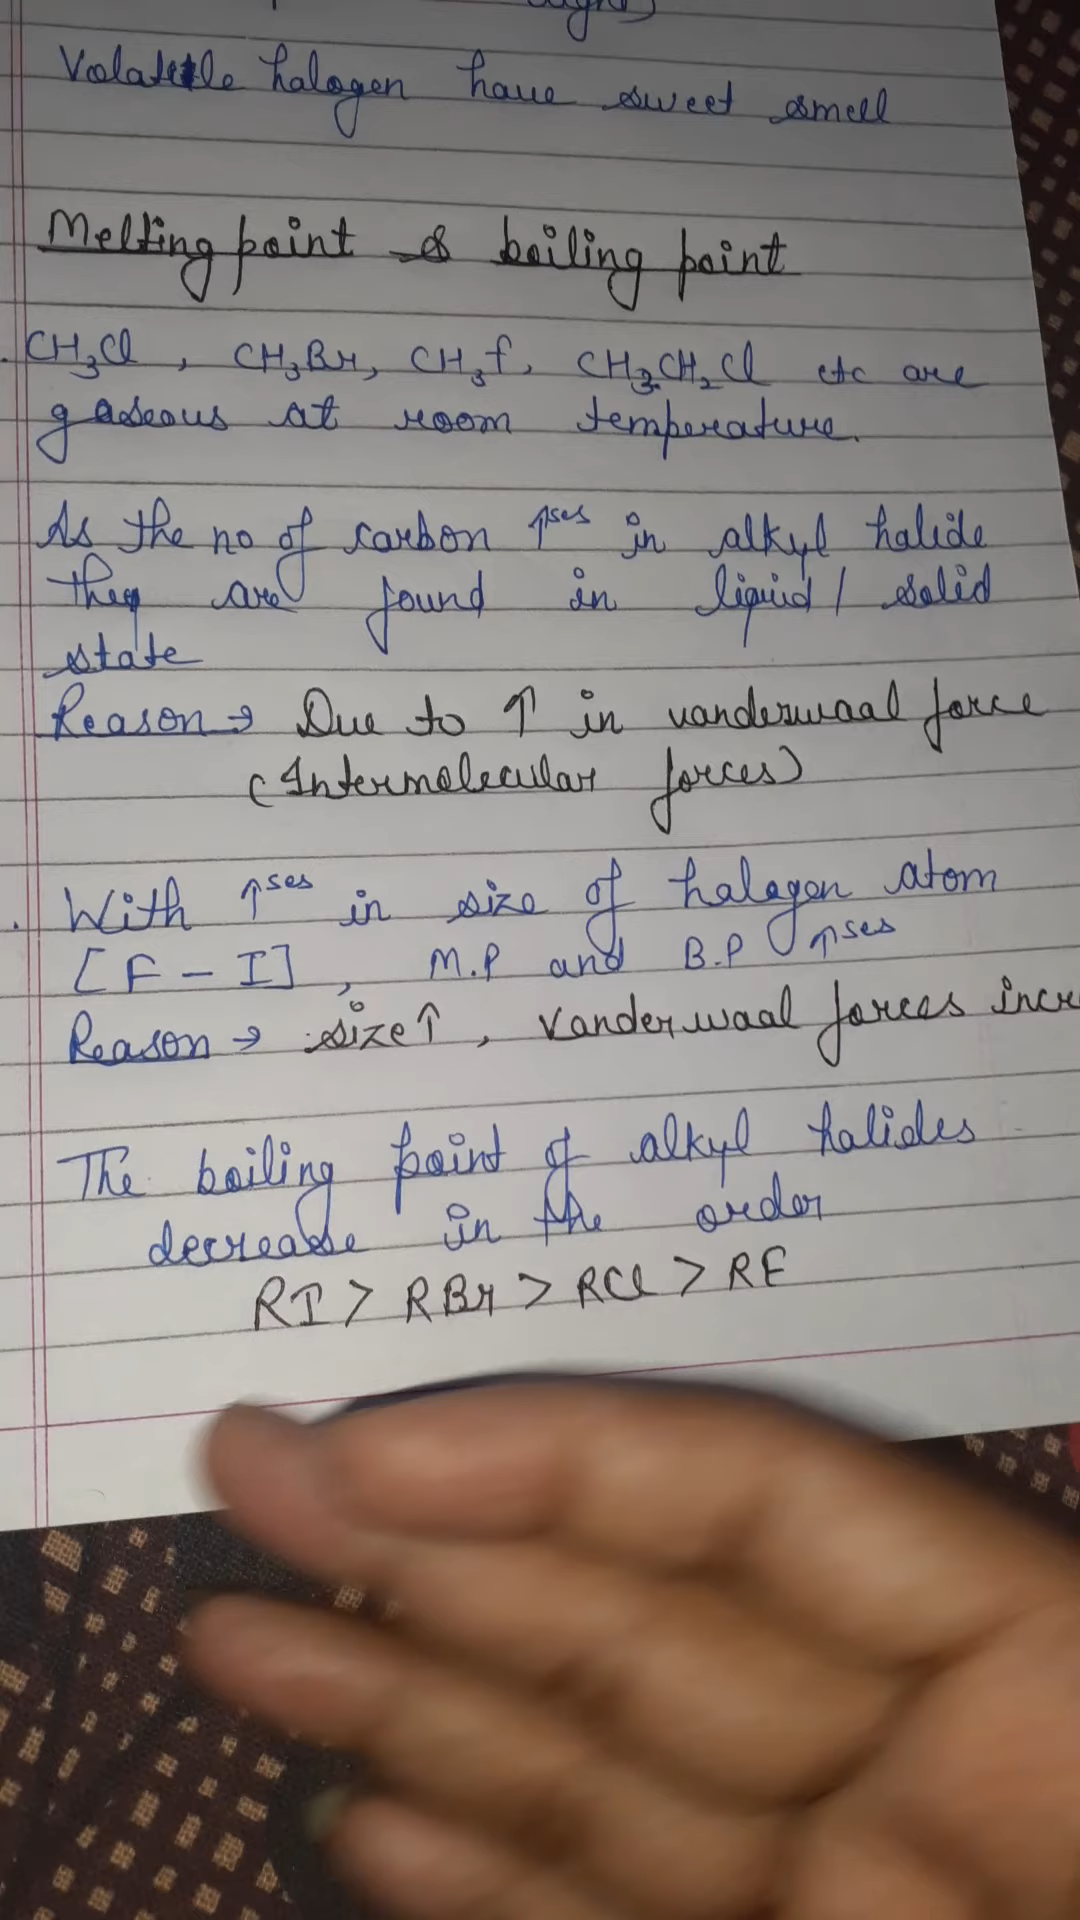 Volatile halogen have sweet smell
Melting point & boiling point
CH3Cl, CH3Br, CH3f, CH3CH2Cl etc are
gaseous at room temperature.
As the no of carbon ↑ses in alkyl halide
they are found in liquid / solid
state
Reason → Due to ↑ in vanderwaal force
(Intermolecular forces)
. With ↑ses in size of halogen atom
[F - I], M.P and B.P ↑ses
Reason → size↑, Vanderwaal forces incre
The boiling point of alkyl halides
decrease in the order
RI > RBr > RCl > RF